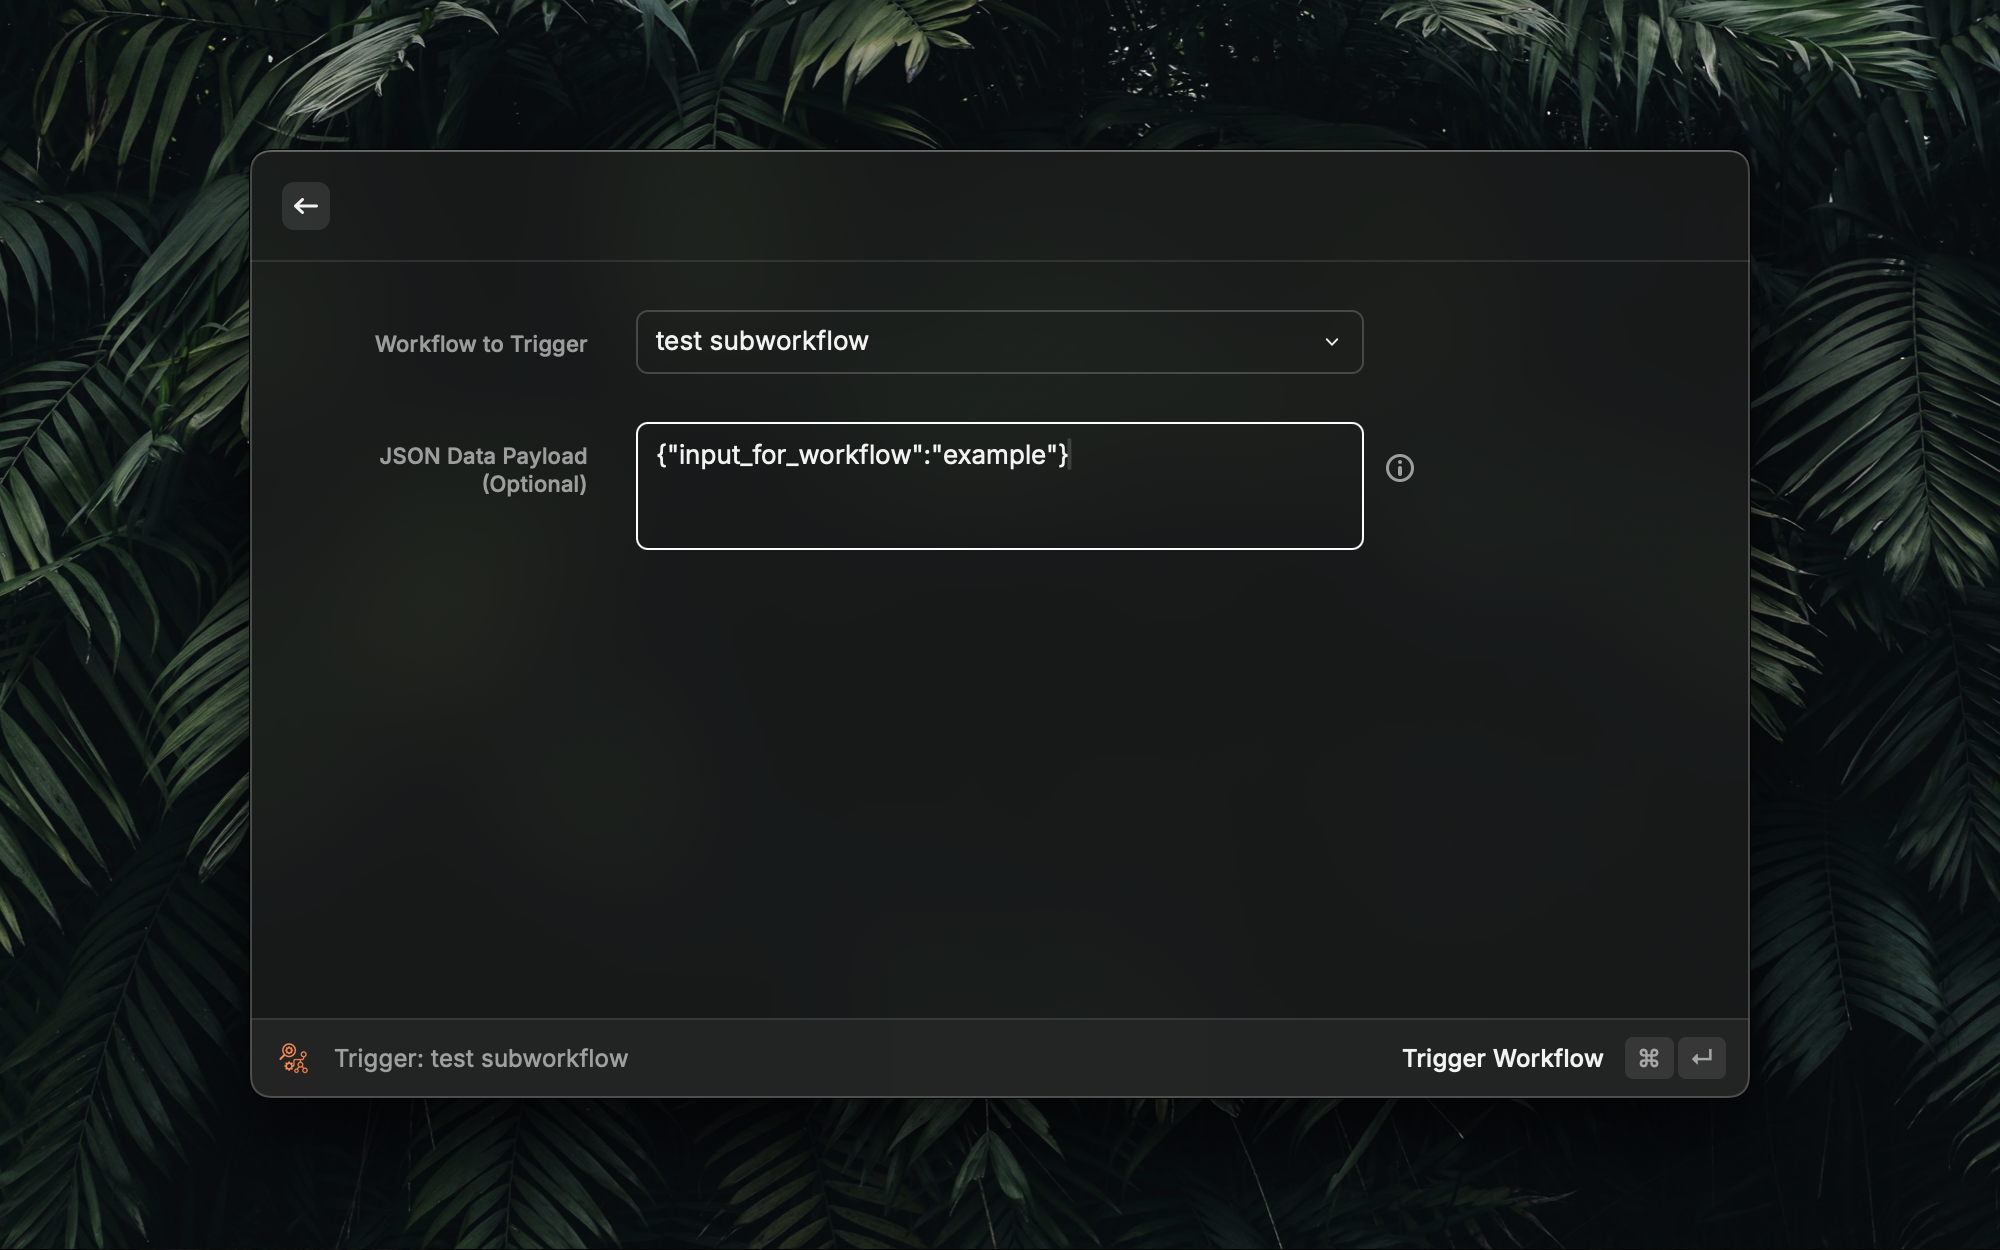 Workflow to Trigger
test subworkflow
JSON Data Payload
(Optional)
{"input_for_workflow":"example"}
Trigger: test subworkflow
Trigger Workflow ⌘ ↵